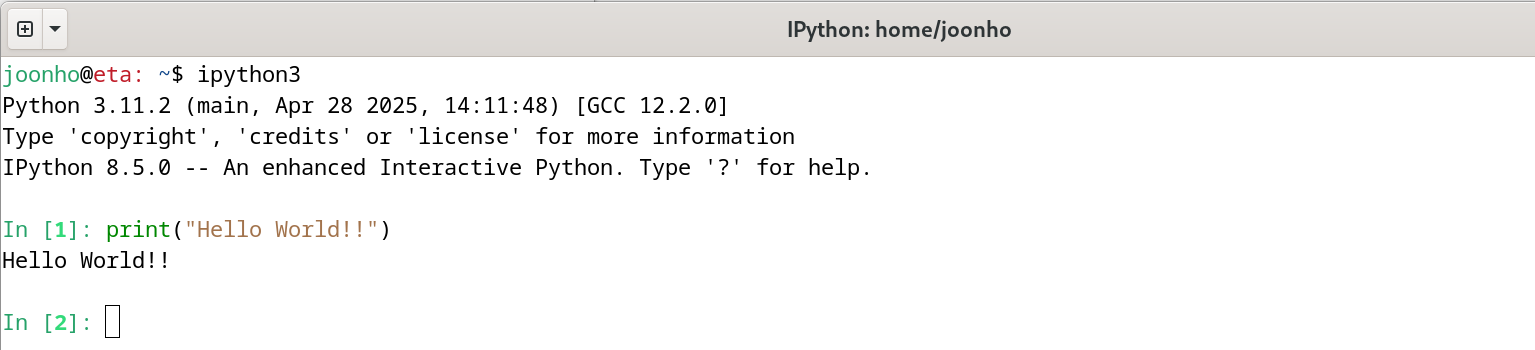 IPython: home/joonho
joonho@eta: ~$ ipython3
Python 3.11.2 (main, Apr 28 2025, 14:11:48) [GCC 12.2.0]
Type 'copyright', 'credits' or 'license' for more information
IPython 8.5.0 -- An enhanced Interactive Python. Type '?' for help.
In [1]: print("Hello World!!")
Hello World!!
In [2]: